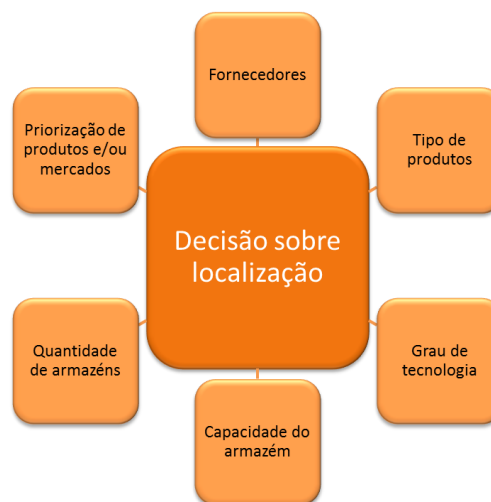 Fornecedores
Priorização de
produtos e/ou
mercados
Tipo de
produtos
Decisão sobre
localização
Quantidade
de armazéns
Grau de
tecnologia
Capacidade do
armazém